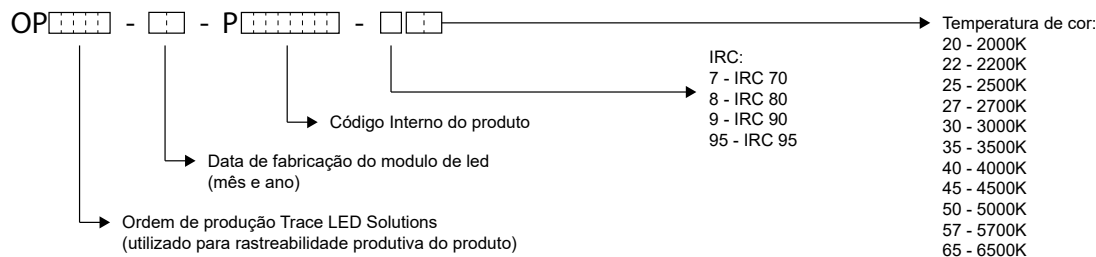 OP - - P -
Temperatura de cor:
20 - 2000K
22 - 2200K
25 - 2500K
27 - 2700K
30 - 3000K
35 - 3500K
40 - 4000K
45 - 4500K
50 - 5000K
57 - 5700K
65 - 6500K
IRC:
7 - IRC 70
8 - IRC 80
9 - IRC 90
95 - IRC 95
Código Interno do produto
Data de fabricação do modulo de led
(mês e ano)
Ordem de produção Trace LED Solutions
(utilizado para rastreabilidade produtiva do produto)